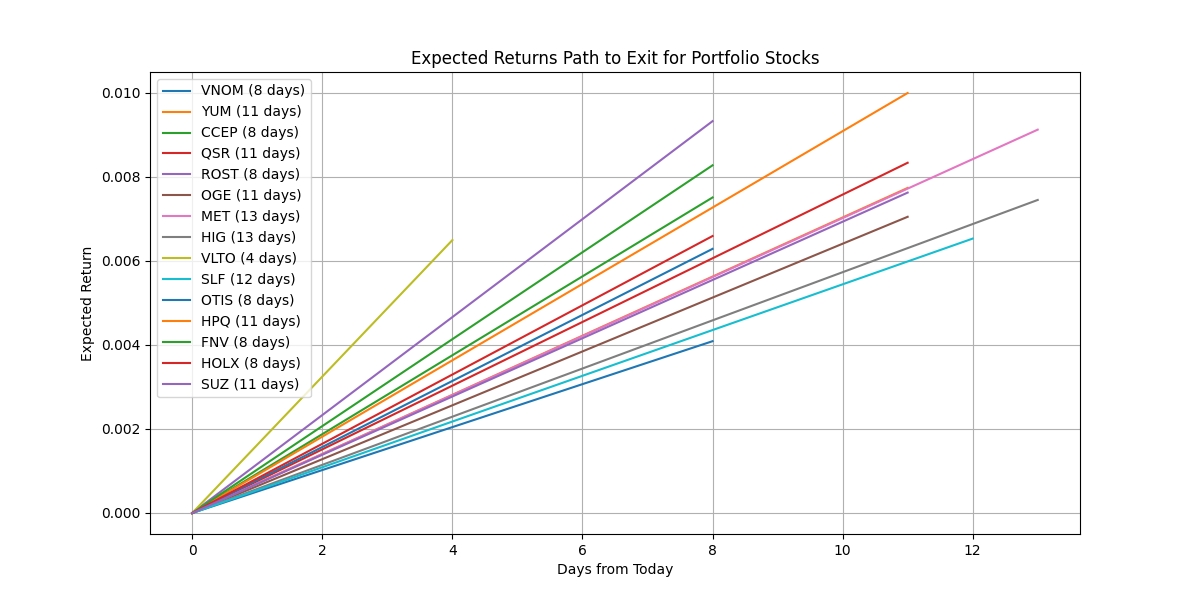 Expected Returns Path to Exit for Portfolio Stocks
VNOM (8 days)
YUM (11 days)
CCEP (8 days)
QSR (11 days)
ROST (8 days)
OGE (11 days)
MET (13 days)
HIG (13 days)
VLTO (4 days)
SLF (12 days)
OTIS (8 days)
HPQ (11 days)
FNV (8 days)
HOLX (8 days)
SUZ (11 days)
Expected Return
0.010
0.008
0.006
0.004
0.002
0.000
0 2 4 6 8 10 12
Days from Today